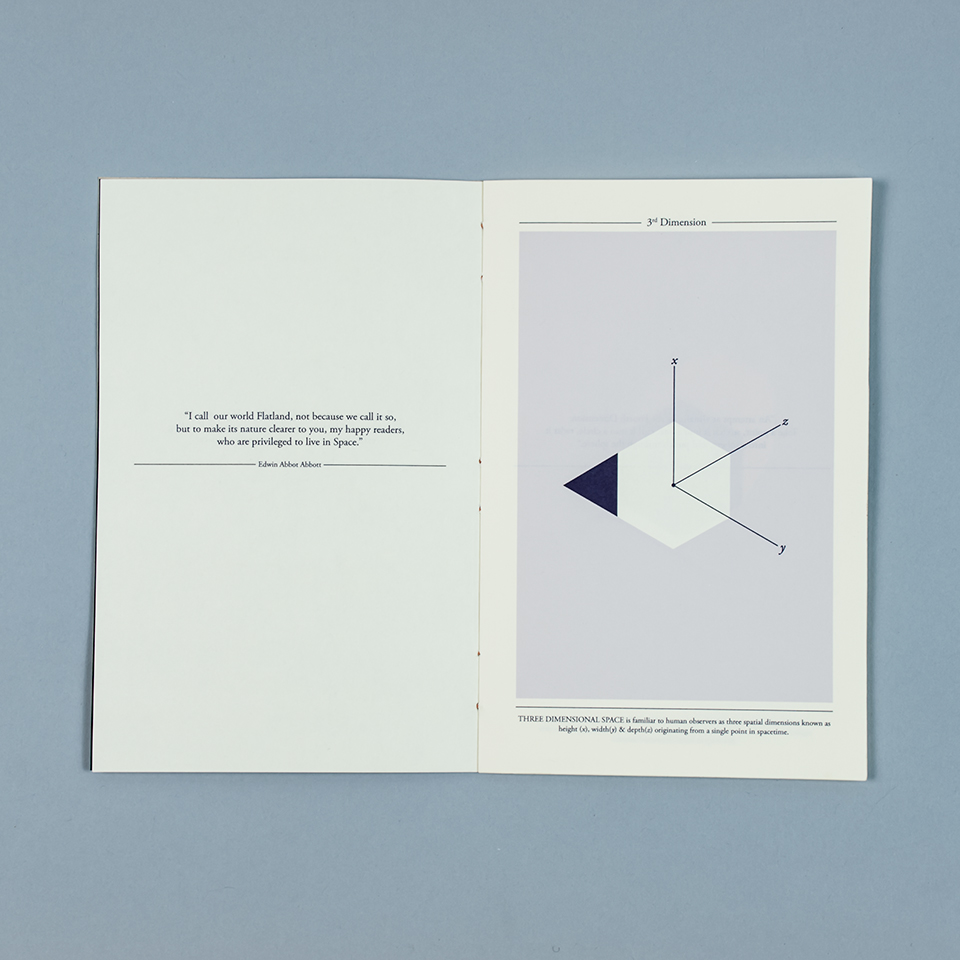 “I call  our world Flatland, not because we call it so,
but to make its nature clearer to you, my happy readers,
who are privileged to live in Space.”
Edwin Abbot Abbott
3rd Dimension
x
z
y
THREE DIMENSIONAL SPACE is familiar to human observers as three spatial dimensions known as
height (x), width(y) & depth(z) originating from a single point in spacetime.